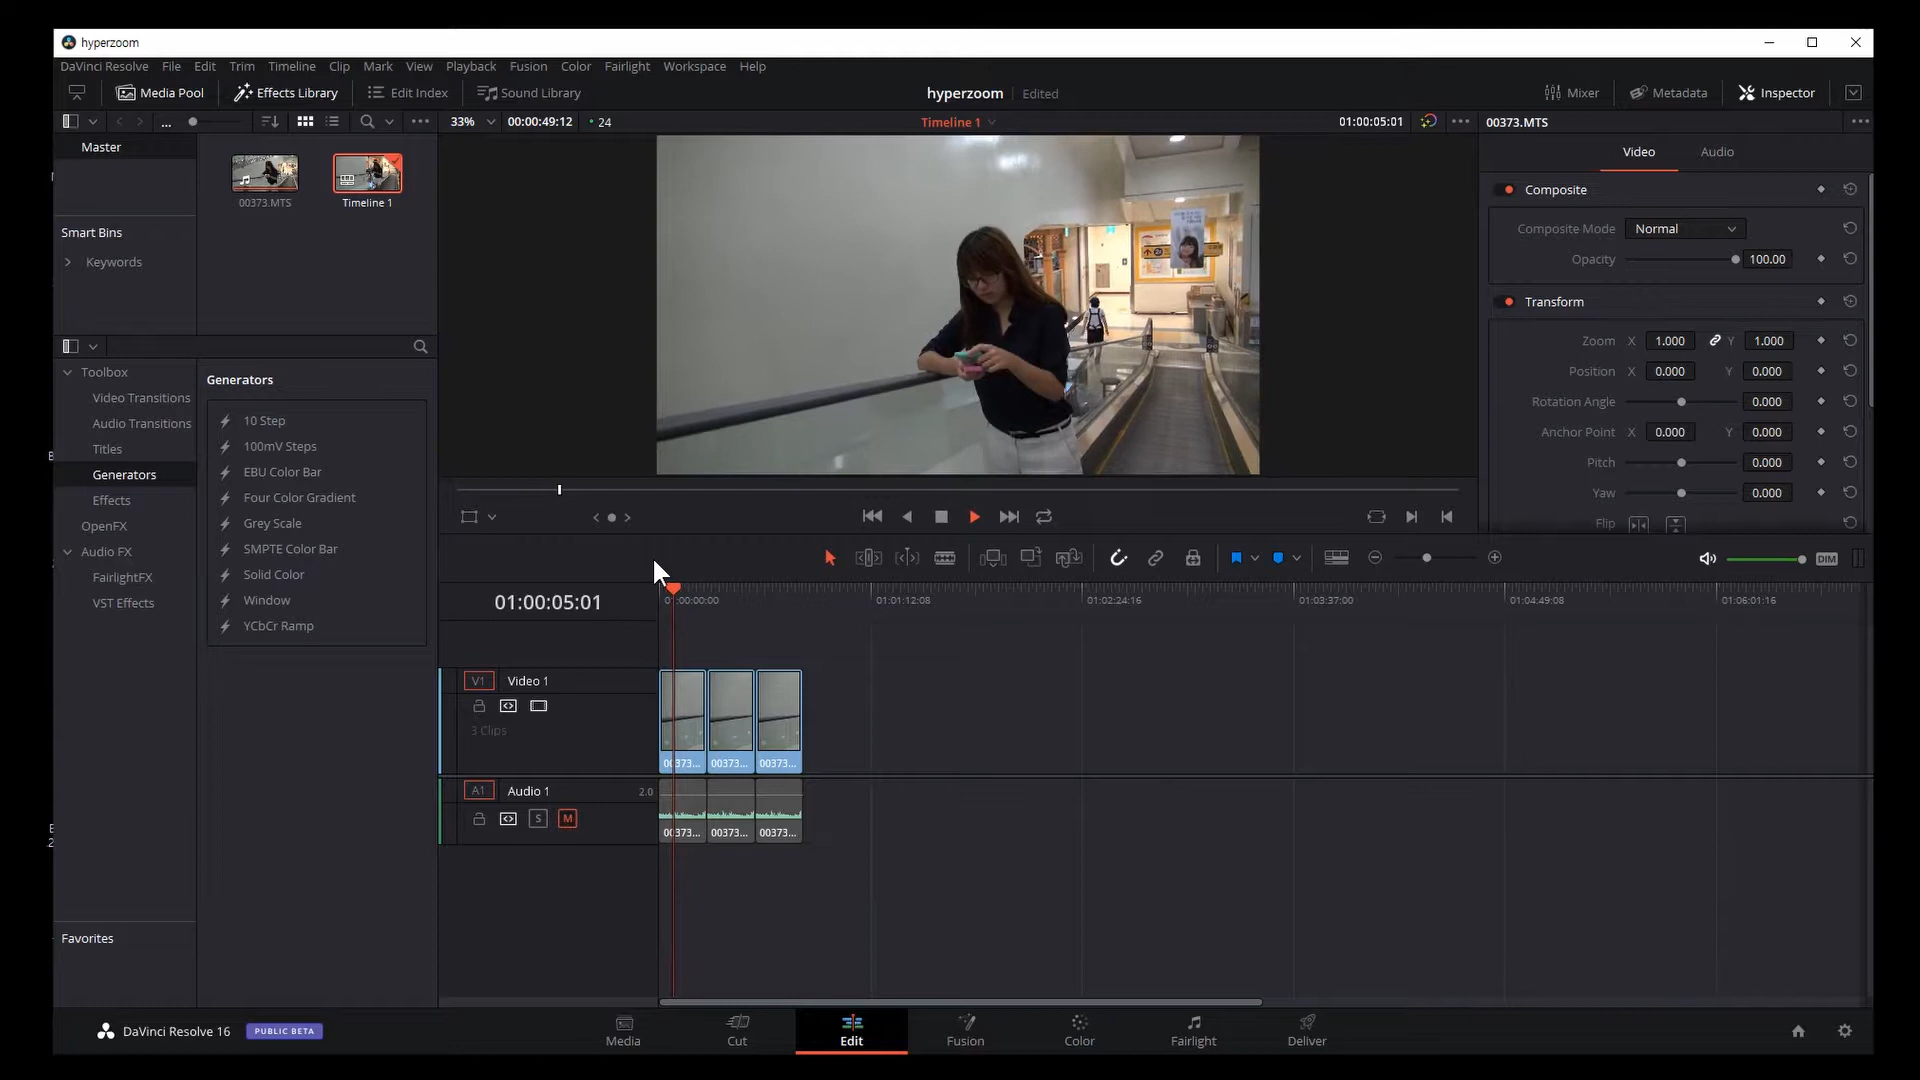 hyperzoom
DaVinci Resolve File Edit Trim Timeline Clip Mark View Playback Fusion Color Fairlight Workspace Help
Media Pool Effects Library Edit Index Sound Library hyperzoom Edited Mixer Metadata Inspector
... 33% 00:00:49:12 24 Timeline 1 01:00:05:01 00373.MTS
Master
Video Audio
00373.MTS Timeline 1
Composite
Composite Mode Normal
Opacity 100.00
Smart Bins
Keywords
Transform
Zoom X 1.000 Y 1.000
Position X 0.000 Y 0.000
Rotation Angle 0.000
Anchor Point X 0.000 Y 0.000
Pitch 0.000
Yaw 0.000
Flip
Toolbox
Video Transitions
Audio Transitions
Titles
Generators
Effects
OpenFX
Audio FX
FairlightFX
VST Effects
Generators
10 Step
100mV Steps
EBU Color Bar
Four Color Gradient
Grey Scale
SMPTE Color Bar
Solid Color
Window
YCbCr Ramp
DIM
01:00:05:01
01:01:12:08 01:02:24:16 01:03:37:00 01:04:49:08 01:06:01:16
V1 Video 1
3 Clips
00373... 00373... 00373...
A1 Audio 1 2.0
S M
00373... 00373... 00373...
Favorites
DaVinci Resolve 16 PUBLIC BETA
Media Cut Edit Fusion Color Fairlight Deliver